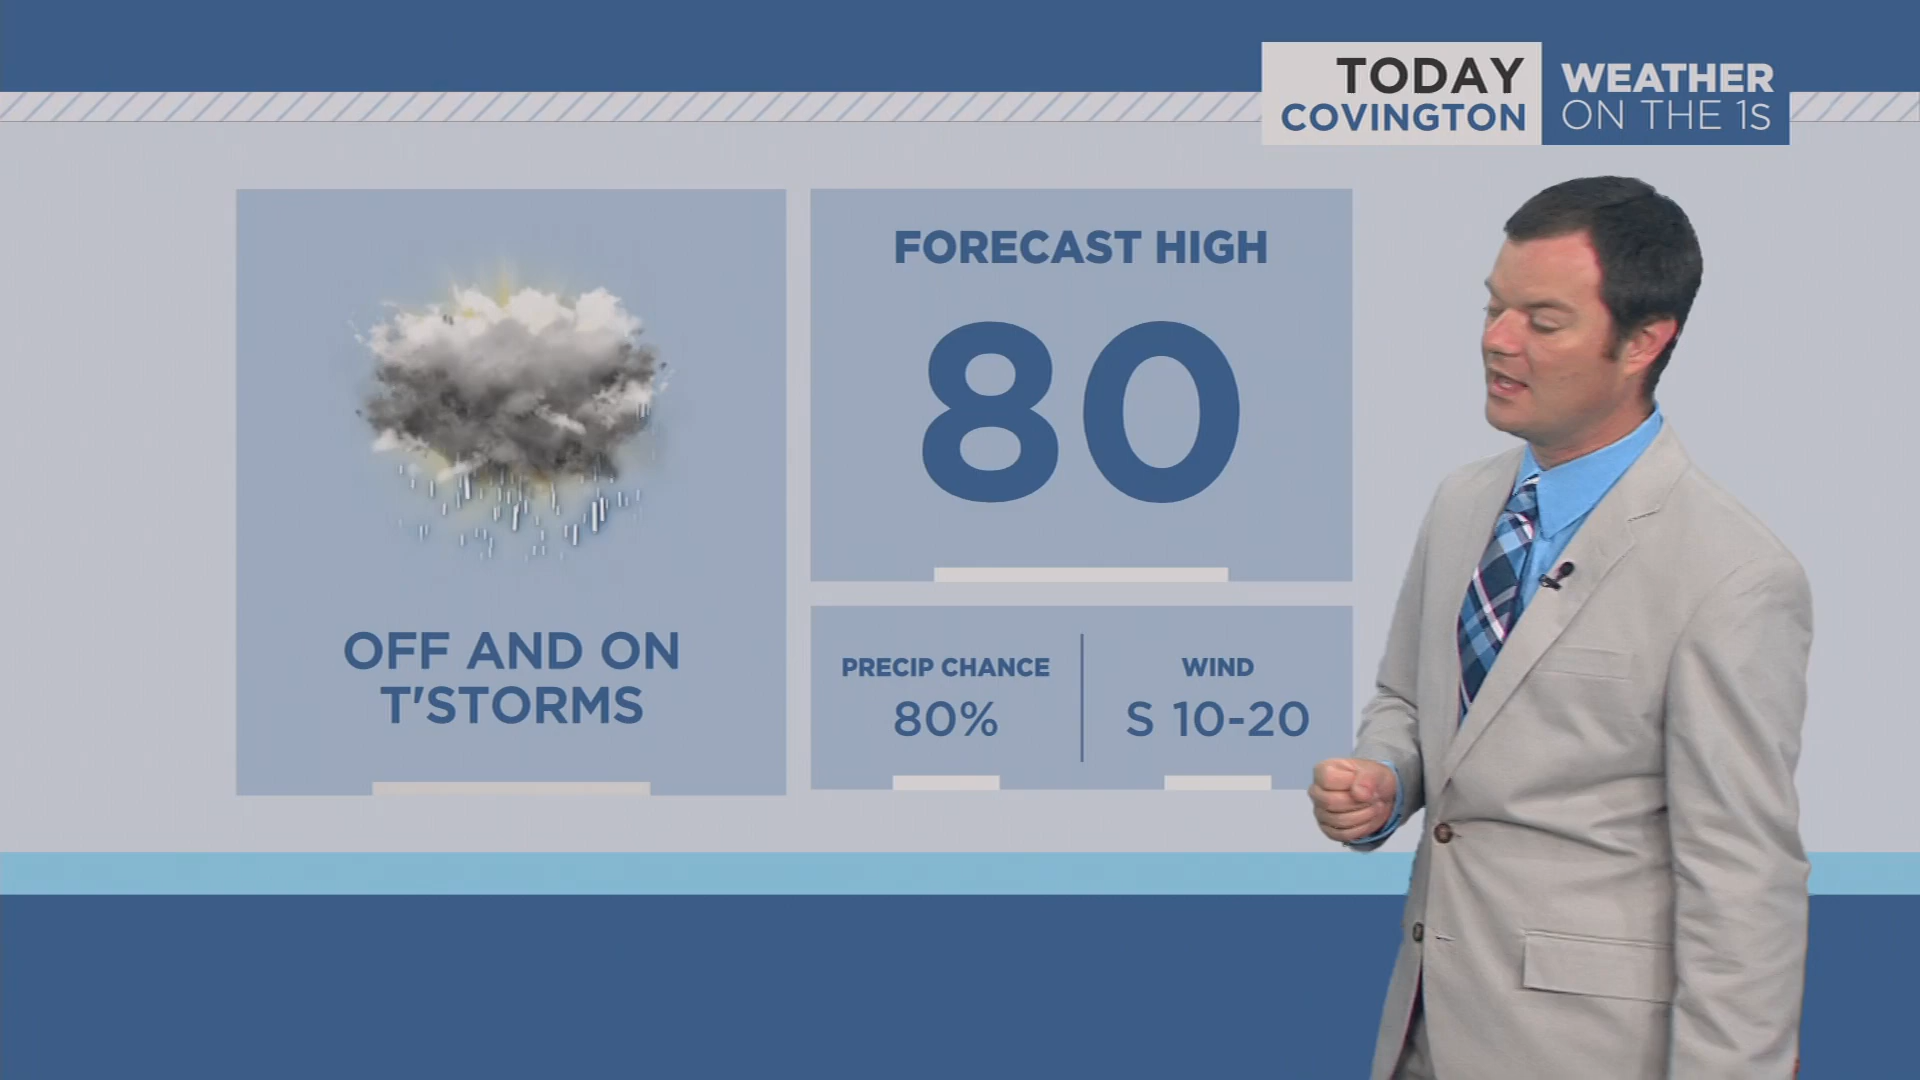 TODAY
COVINGTON
WEATHER
ON THE 1S
OFF AND ON
T'STORMS
FORECAST HIGH
80
PRECIP CHANCE
80%
WIND
S 10-20